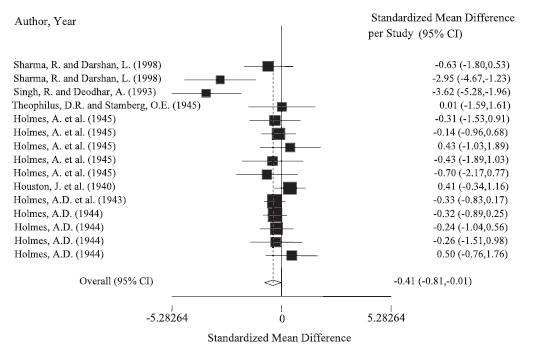 Author, Year
Standardized Mean Difference
per Study (95% CI)
Sharma, R. and Darshan, L. (1998) -0.63 (-1.80,0.53)
Sharma, R. and Darshan, L. (1998) -2.95 (-4.67,-1.23)
Singh, R. and Deodhar, A. (1993) -3.62 (-5.28,-1.96)
Theophilus, D.R. and Stamberg, O.E. (1945) 0.01 (-1.59,1.61)
Holmes, A. et al. (1945) -0.31 (-1.53,0.91)
Holmes, A. et al. (1945) -0.14 (-0.96,0.68)
Holmes, A. et al. (1945) 0.43 (-1.03,1.89)
Holmes, A. et al. (1945) -0.43 (-1.89,1.03)
Holmes, A. et al. (1945) -0.70 (-2.17,0.77)
Houston, J. et al. (1940) 0.41 (-0.34,1.16)
Holmes, A.D. et al. (1943) -0.33 (-0.83,0.17)
Holmes, A.D. (1944) -0.32 (-0.89,0.25)
Holmes, A.D. (1944) -0.24 (-1.04,0.56)
Holmes, A.D. (1944) -0.26 (-1.51,0.98)
Holmes, A.D. (1944) 0.50 (-0.76,1.76)
Overall (95% CI) -0.41 (-0.81,-0.01)
-5.28264 0 5.28264
Standardized Mean Difference